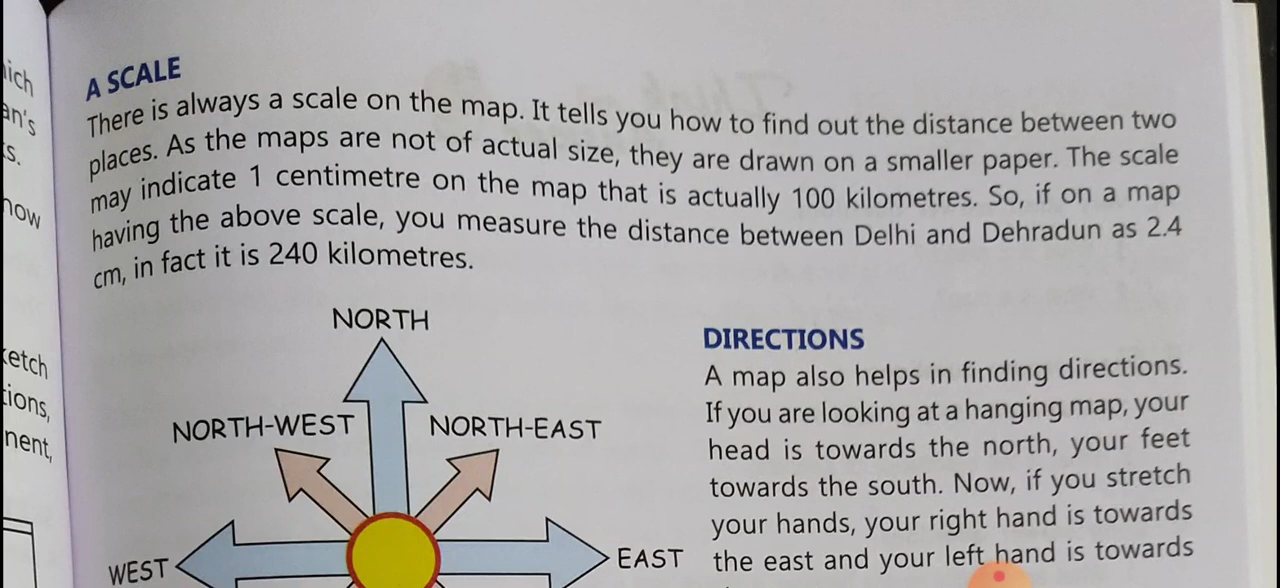 A SCALE
There is always a scale on the map. It tells you how to find out the distance between two
places. As the maps are not of actual size, they are drawn on a smaller paper. The scale
may indicate 1 centimetre on the map that is actually 100 kilometres. So, if on a map
having the above scale, you measure the distance between Delhi and Dehradun as 2.4
cm, in fact it is 240 kilometres.
NORTH
NORTH-WEST
NORTH-EAST
WEST
EAST
DIRECTIONS
A map also helps in finding directions.
If you are looking at a hanging map, your
head is towards the north, your feet
towards the south. Now, if you stretch
your hands, your right hand is towards
the east and your left hand is towards